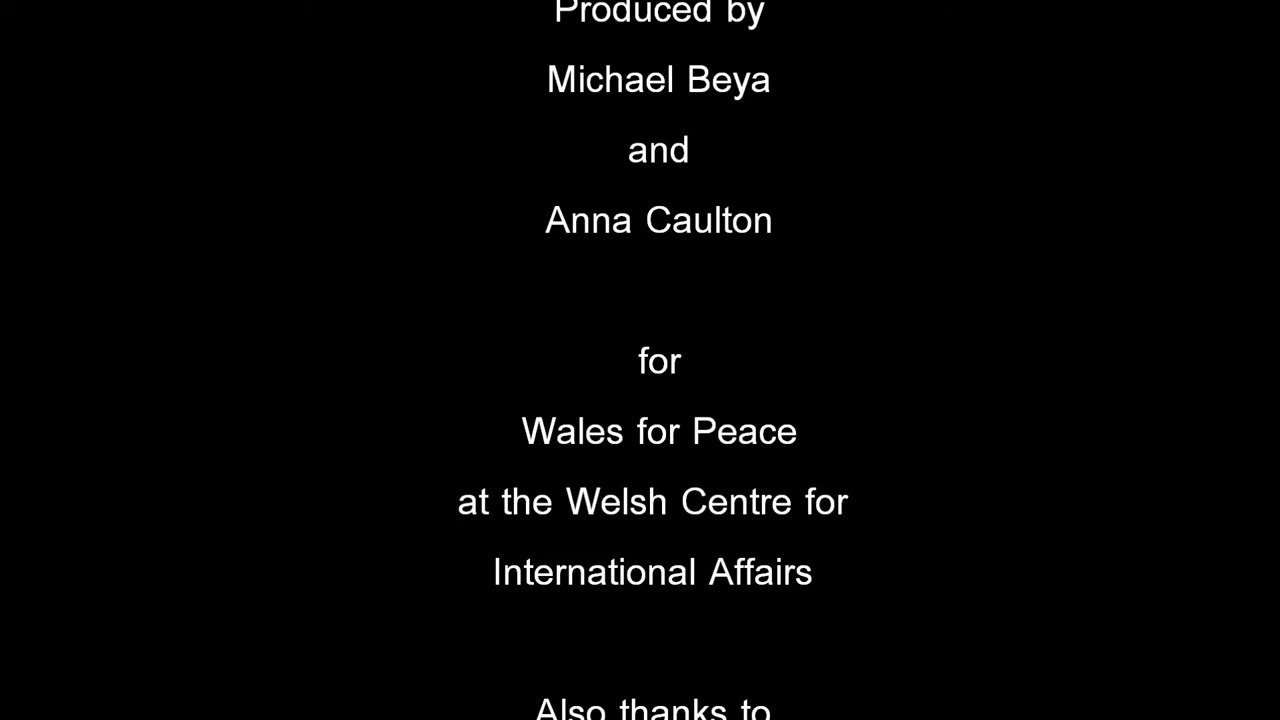 Produced by
Michael Beya
and
Anna Caulton
for
Wales for Peace
at the Welsh Centre for
International Affairs
Also thanks to